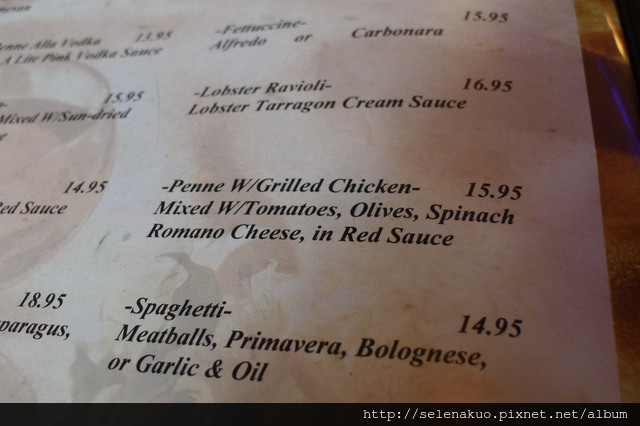 Penne Alla Vodka 13.95
A Lite Pink Vodka Sauce
15.95
Mixed W/Sun-dried
14.95
Red Sauce
18.95
-Fettuccine- 15.95
Alfredo or Carbonara
-Lobster Ravioli- 16.95
Lobster Tarragon Cream Sauce
-Penne W/Grilled Chicken- 15.95
Mixed W/Tomatoes, Olives, Spinach
Romano Cheese, in Red Sauce
-Spaghetti- 14.95
Meatballs, Primavera, Bolognese,
or Garlic & Oil
http://selenakuo.pixnet.net/album